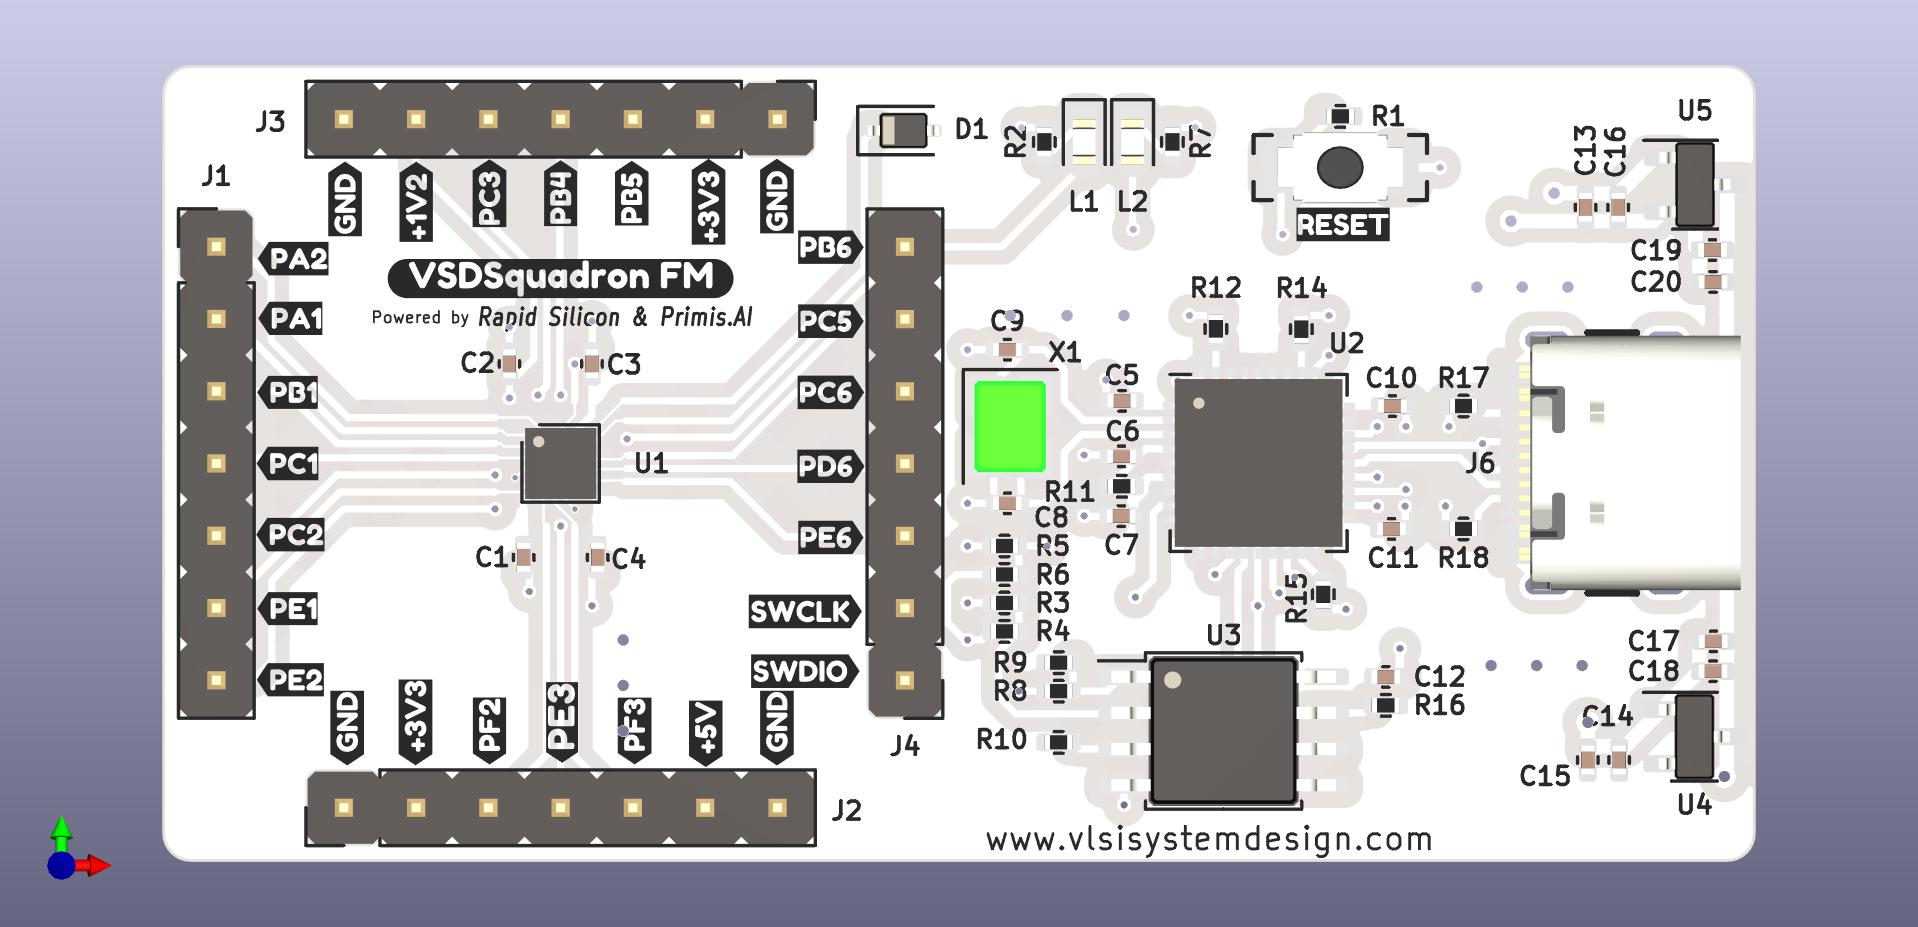 J3
J1
GND
+1V2
PC3
PB4
PB5
+3V3
GND
D1
R2
R7
L1
L2
R1
RESET
C13
C16
U5
C19
C20
PA2
PA1
PB1
PC1
PC2
PE1
PE2
VSDSquadron FM
Powered by Rapid Silicon & Primis.AI
C2
C3
U1
C1
C4
PB6
PC5
PC6
PD6
PE6
SWCLK
SWDIO
J4
GND
+3V3
PF2
PE3
PF3
+5V
GND
J2
C9
X1
C5
C6
R11
C8
C7
R5
R6
R3
R4
R9
R8
R10
R12
R14
U2
C10
R17
J6
C11
R18
R15
U3
C12
R16
C17
C18
C14
C15
U4
www.vlsisystemdesign.com